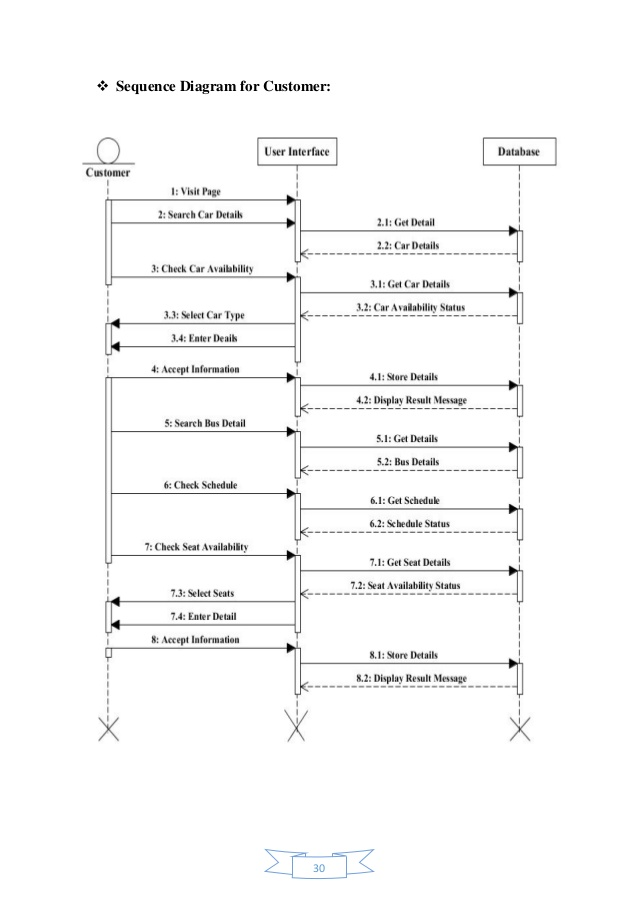 ❖ Sequence Diagram for Customer:
Customer
User Interface
Database
1: Visit Page
2: Search Car Details
2.1: Get Detail
2.2: Car Details
3: Check Car Availability
3.1: Get Car Details
3.2: Car Availability Status
3.3: Select Car Type
3.4: Enter Deails
4: Accept Information
4.1: Store Details
4.2: Display Result Message
5: Search Bus Detail
5.1: Get Details
5.2: Bus Details
6: Check Schedule
6.1: Get Schedule
6.2: Schedule Status
7: Check Seat Availability
7.1: Get Seat Details
7.2: Seat Availability Status
7.3: Select Seats
7.4: Enter Detail
8: Accept Information
8.1: Store Details
8.2: Display Result Message
30